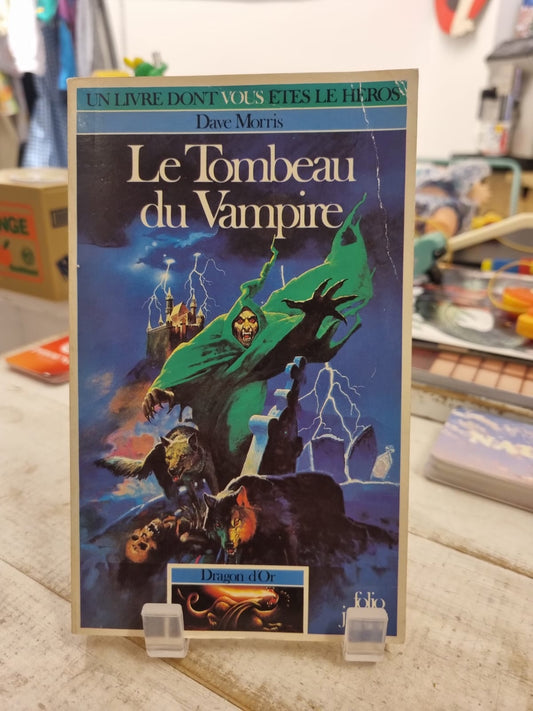 UN LIVRE DONT VOUS ÊTES LE HÉROS
Dave Morris
Le Tombeau
du Vampire
Dragon d'Or
folio